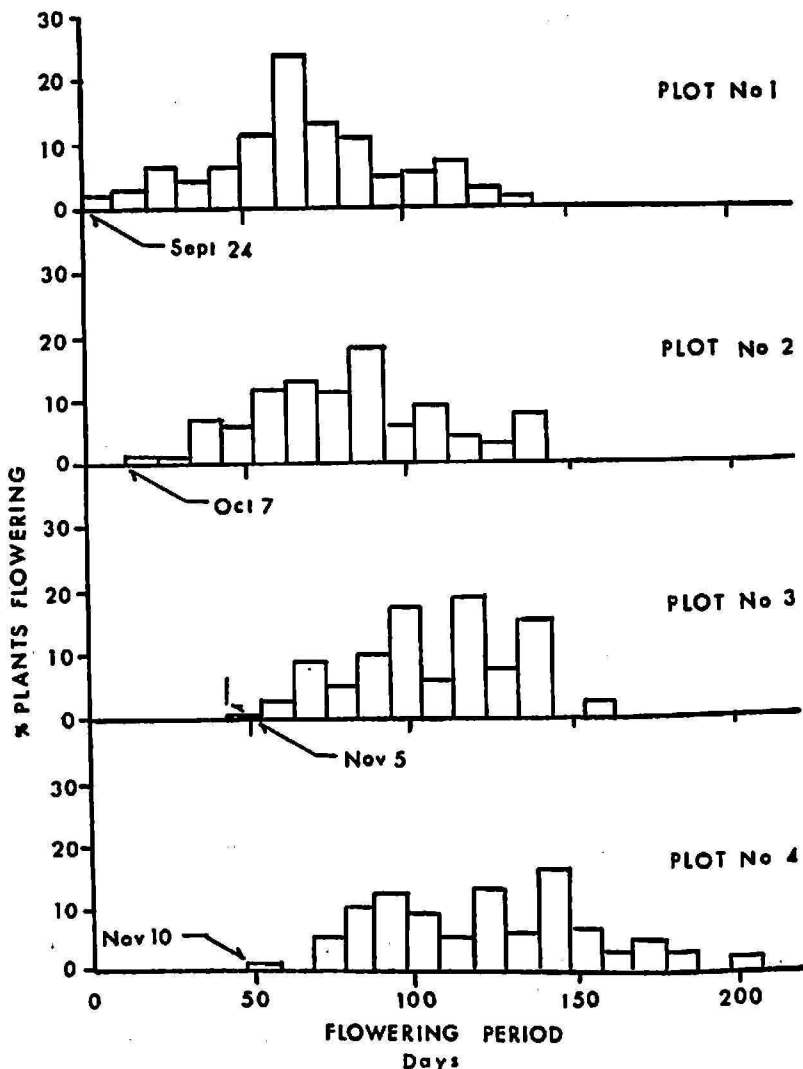 30
20
10
0
PLOT No 1
Sept 24
30
20
10
0
PLOT No 2
Oct 7
30
20
10
0
PLOT No 3
Nov 5
30
20
10
0
PLOT No 4
Nov 10
% PLANTS FLOWERING
0 50 100 150 200
FLOWERING PERIOD
Days